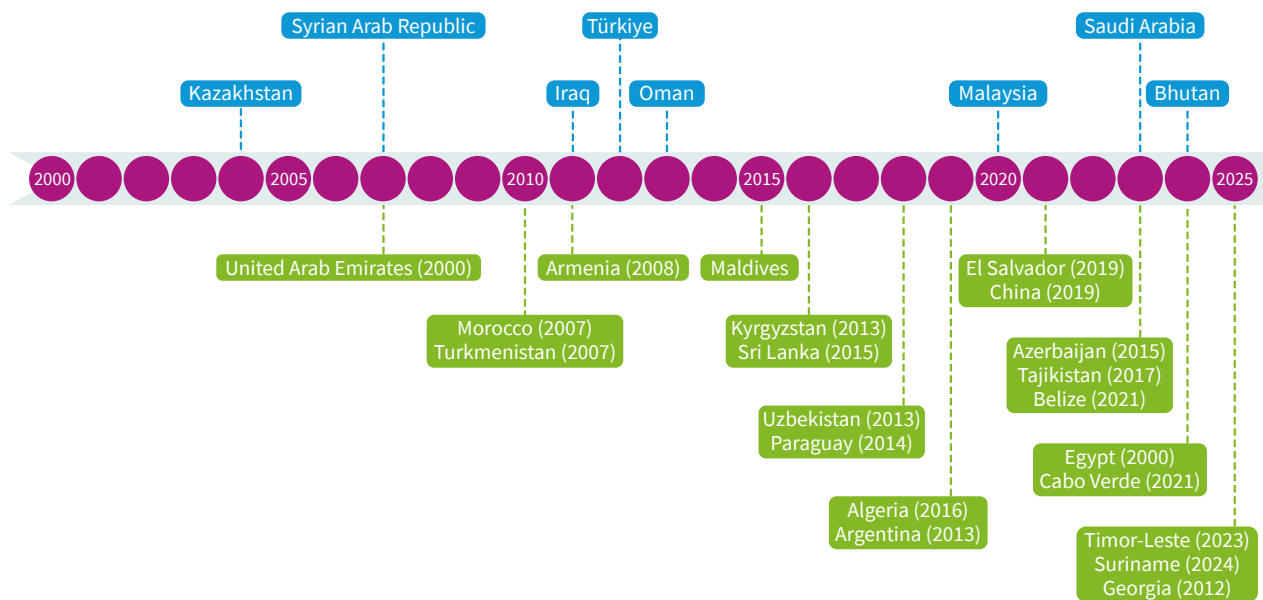 Syrian Arab Republic
Türkiye
Saudi Arabia
Kazakhstan
Iraq
Oman
Malaysia
Bhutan
2000
2005
2010
2015
2020
2025
United Arab Emirates (2000)
Armenia (2008)
Maldives
El Salvador (2019)
China (2019)
Morocco (2007)
Turkmenistan (2007)
Kyrgyzstan (2013)
Sri Lanka (2015)
Azerbaijan (2015)
Tajikistan (2017)
Belize (2021)
Uzbekistan (2013)
Paraguay (2014)
Egypt (2000)
Cabo Verde (2021)
Algeria (2016)
Argentina (2013)
Timor-Leste (2023)
Suriname (2024)
Georgia (2012)